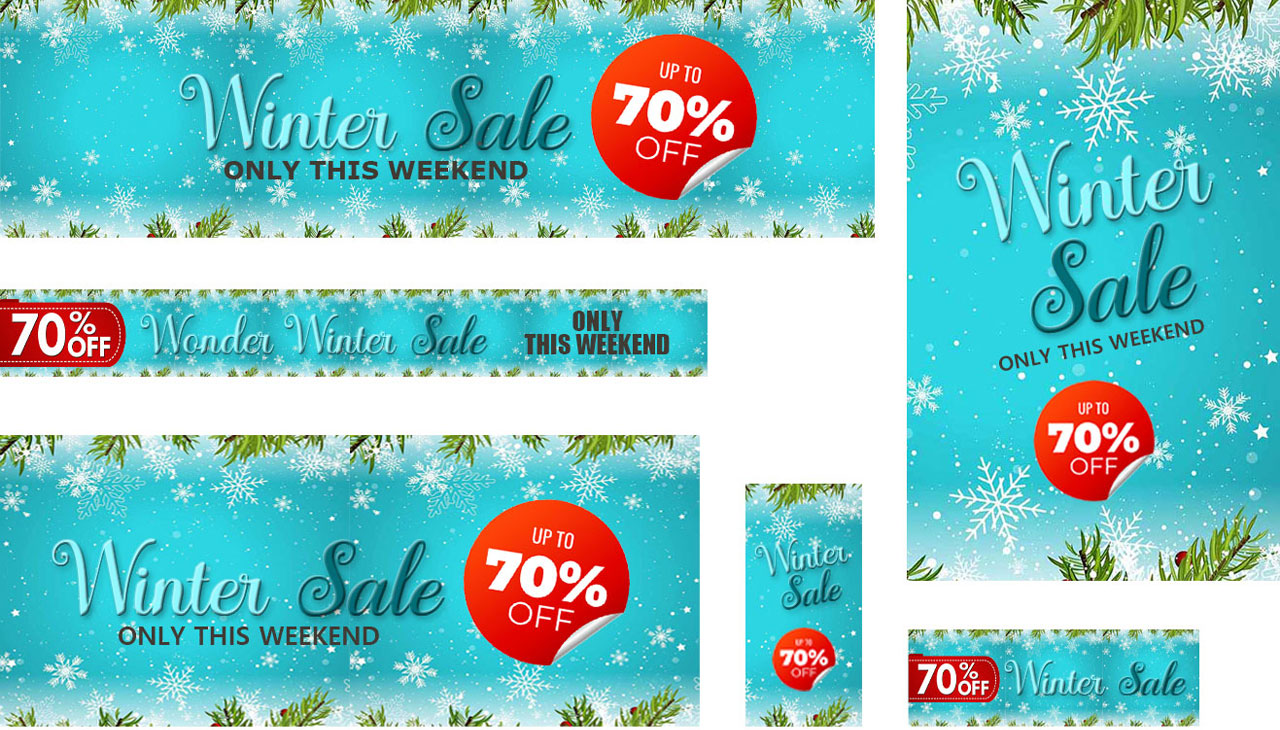 Winter Sale
ONLY THIS WEEKEND
UP TO
70%
OFF
70% OFF
Wonder Winter Sale
ONLY
THIS WEEKEND
Winter Sale
ONLY THIS WEEKEND
UP TO
70%
OFF
Winter
Sale
UP TO
70%
OFF
Winter
Sale
ONLY THIS WEEKEND
UP TO
70%
OFF
70% OFF
Winter Sale